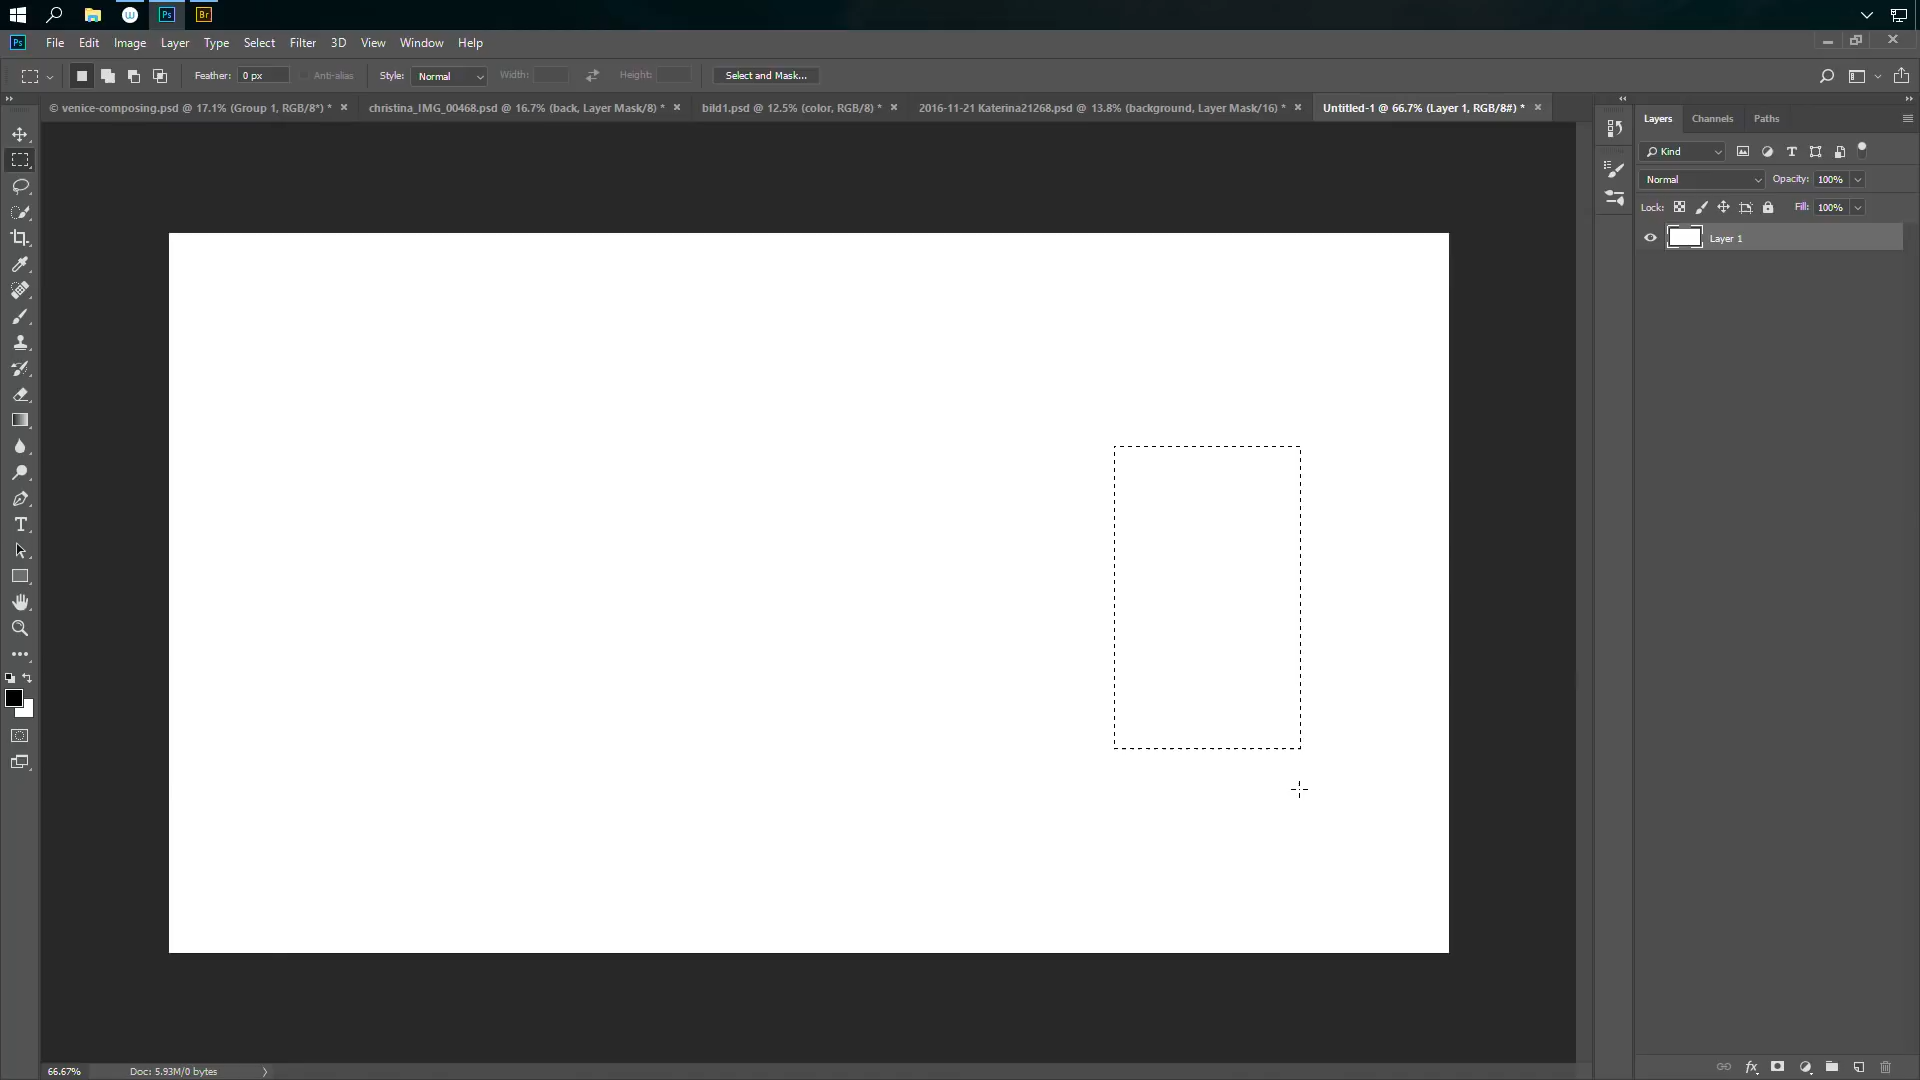 w Ps Br
Ps File Edit Image Layer Type Select Filter 3D View Window Help
Feather: 0 px Anti-alias Style: Normal Width: Height: Select and Mask...
© venice-composing.psd @ 17.1% (Group 1, RGB/8*) * christina_IMG_00468.psd @ 16.7% (back, Layer Mask/8) * bild1.psd @ 12.5% (color, RGB/8) * 2016-11-21 Katerina21268.psd @ 13.8% (background, Layer Mask/16) * Untitled-1 @ 66.7% (Layer 1, RGB/8#) *
Layers Channels Paths
Kind
Normal Opacity: 100%
Lock: Fill: 100%
Layer 1
66.67% Doc: 5.93M/0 bytes
fx